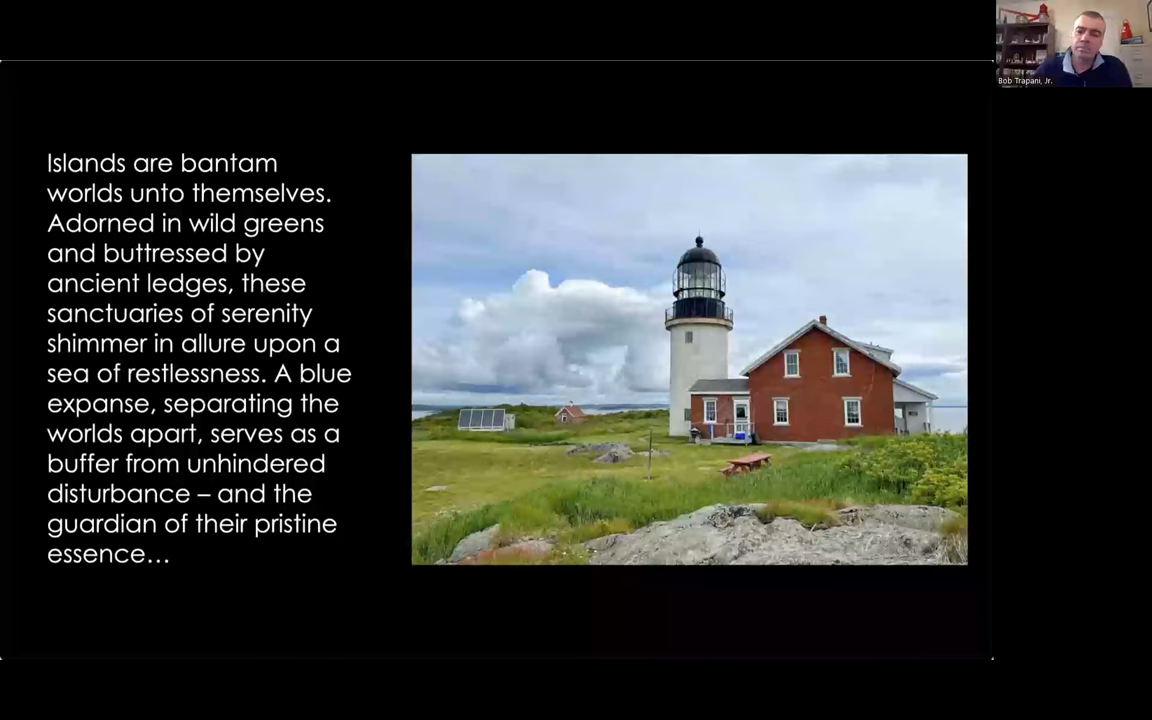 Bob Trapani, Jr.
Islands are bantam
worlds unto themselves.
Adorned in wild greens
and buttressed by
ancient ledges, these
sanctuaries of serenity
shimmer in allure upon a
sea of restlessness. A blue
expanse, separating the
worlds apart, serves as a
buffer from unhindered
disturbance – and the
guardian of their pristine
essence…